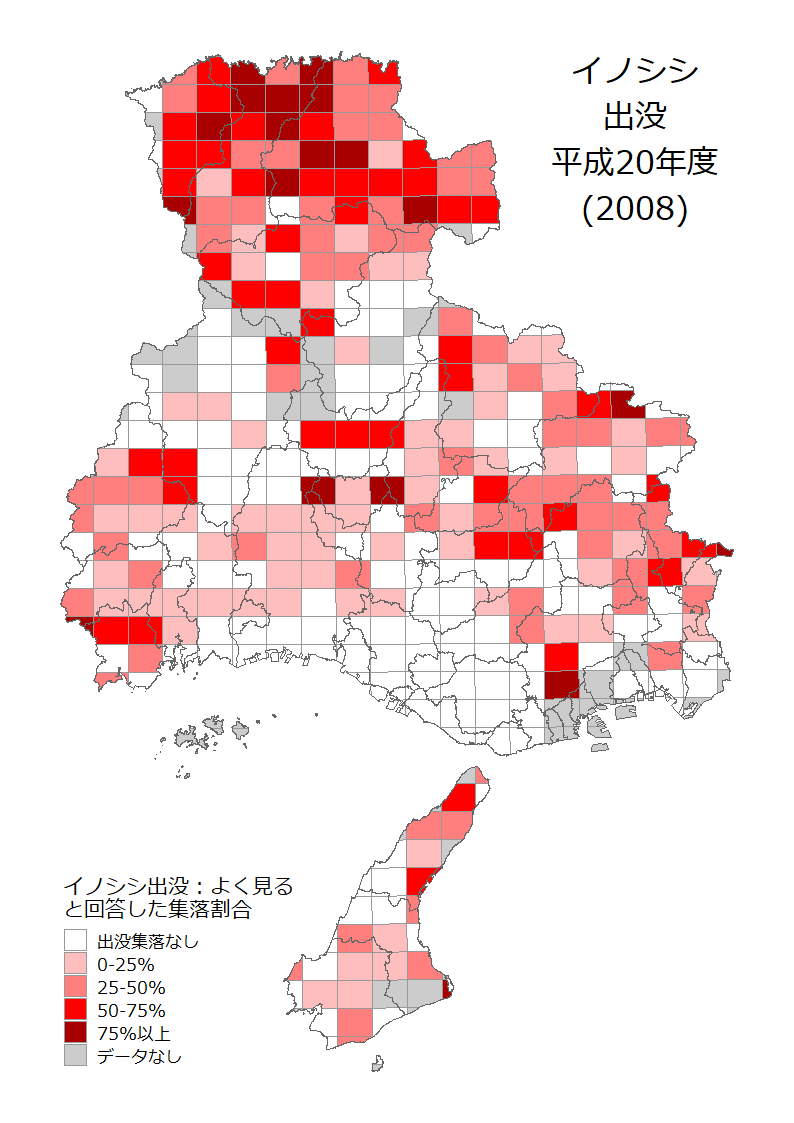 イノシシ
出没
平成20年度
(2008)
イノシシ出没：よく見る
と回答した集落割合
出没集落なし
0-25%
25-50%
50-75%
75%以上
データなし